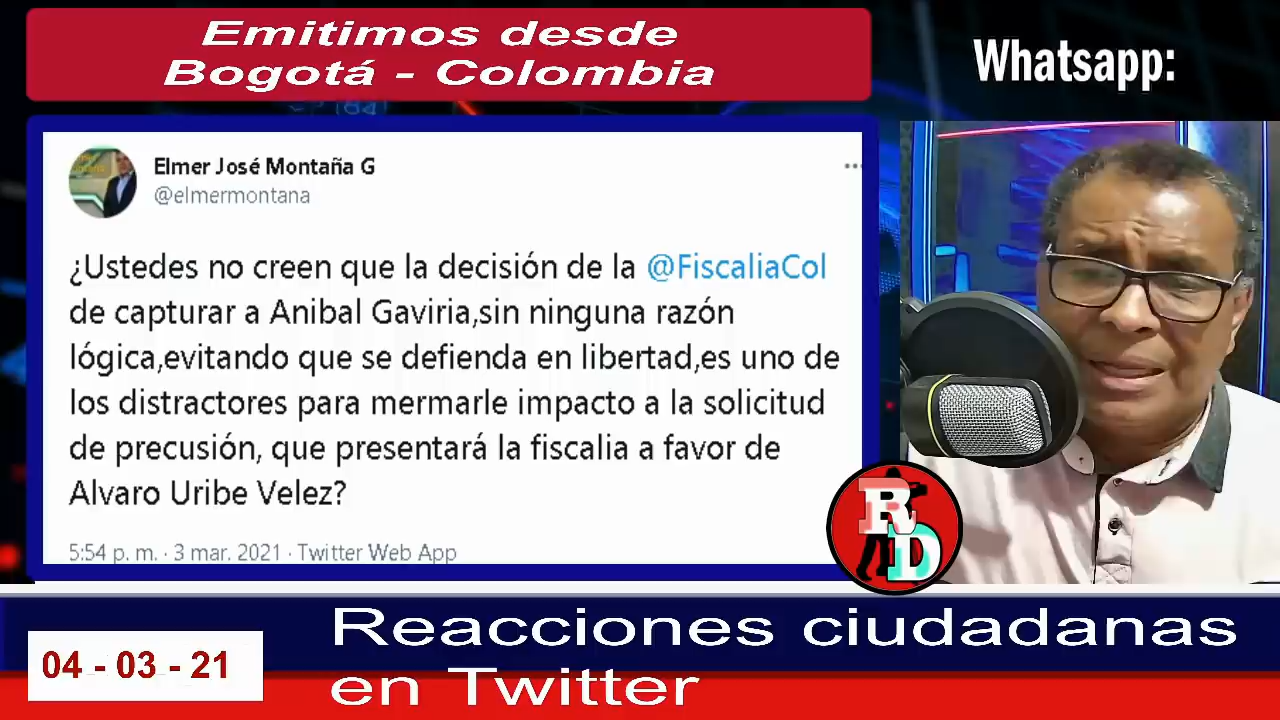 Emitimos desde
Bogotá - Colombia
Whatsapp:
Elmer José Montaña G
@elmermontana
¿Ustedes no creen que la decisión de la @FiscaliaCol
de capturar a Anibal Gaviria,sin ninguna razón
lógica,evitando que se defienda en libertad,es uno de
los distractores para mermarle impacto a la solicitud
de precusión, que presentará la fiscalia a favor de
Alvaro Uribe Velez?
5:54 p. m. · 3 mar. 2021 · Twitter Web App
R
D
04 - 03 - 21
Reacciones ciudadanas
en Twitter